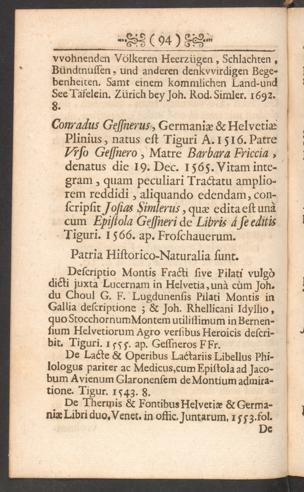 ( 94 )
vvohnenden Völkeren Heerzügen, Schlachten,
Bündtnussen, und anderen denkvvirdigen Bege-
benheiten. Samt einem kommlichen Land-und
See Täfelein. Zürich bey Joh. Rod. Simler. 1692.
8.
Conradus Gessnerus, Germaniæ & Helvetiæ
Plinius, natus est Tiguri A. 1516. Patre
Vrso Gessnero, Matre Barbara Friccia,
denatus die 19. Dec. 1565. Vitam inte-
gram, quam peculiari Tractatu amplio-
rem reddidi, aliquando edendam, con-
scripsit Josias Simlerus, quæ edita est unà
cum Epistola Gessneri de Libris á se editis
Tiguri. 1566. ap. Froschauerum.
Patria Historico-Naturalia sunt.
Descriptio Montis Fracti sive Pilati vulgò
dicti juxta Lucernam in Helvetia, unà cùm Joh.
du Choul G. F. Lugdunensis Pilati Montis in
Gallia descriptione; & Joh. Rhellicani Idyllio,
quo Stocchornum Montem utilissimum in Bernen-
sium Helvetiorum Agro versibus Heroicis descri-
bit. Tiguri. 1555. ap. Gessneros FFr.
De Lacte & Operibus Lactariis Libellus Phi-
lologus pariter ac Medicus, cum Epistola ad Jaco-
bum Avienum Glaronensem de Montium admira-
tione. Tigur. 1543. 8.
De Thermis & Fontibus Helvetiæ & Germa-
niæ Libri duo, Venet. in offic. Juntarum. 1553. fol.
De